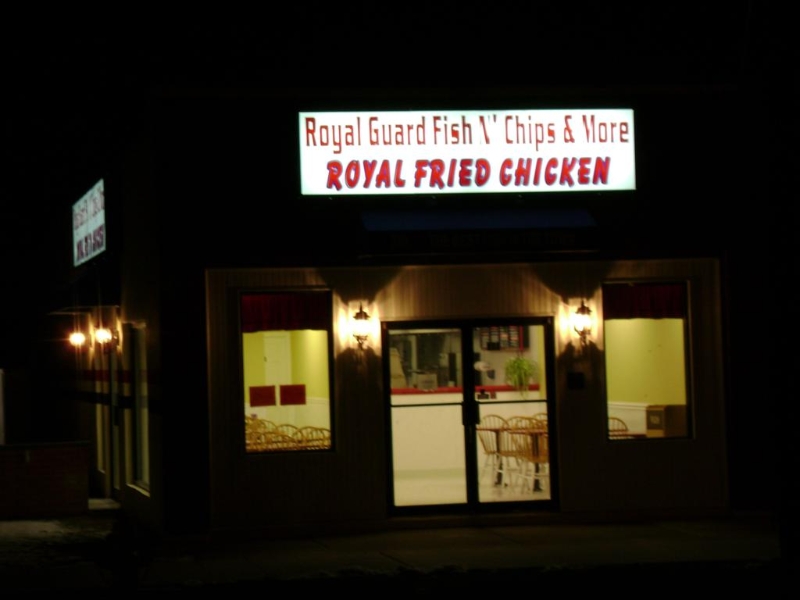 Royal Guard Fish N' Chips & More
ROYAL FRIED CHICKEN